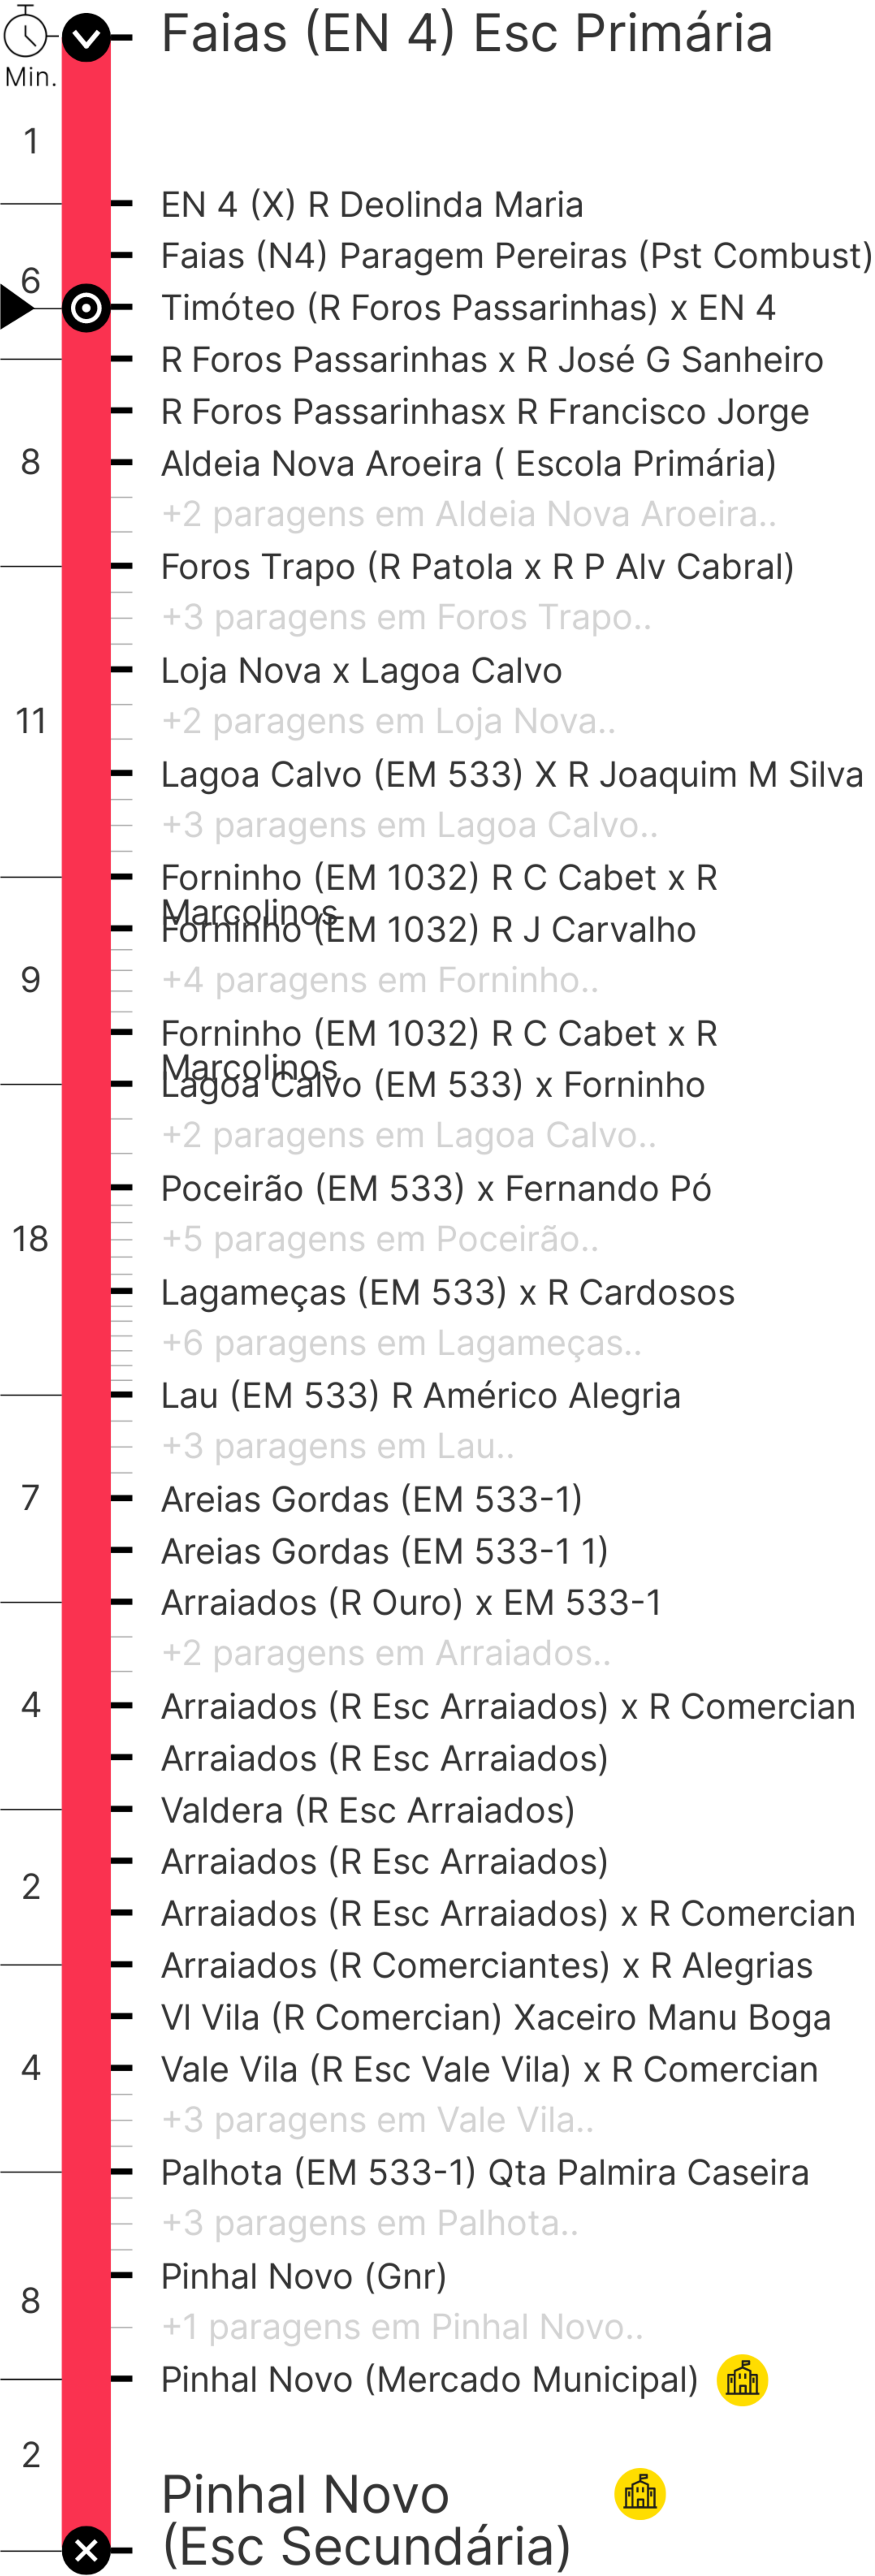 Faias (EN 4) Esc Primária
Min.
1
EN 4 (X) R Deolinda Maria
Faias (N4) Paragem Pereiras (Pst Combust)
6
Timóteo (R Foros Passarinhas) x EN 4
R Foros Passarinhas x R José G Sanheiro
R Foros Passarinhasx R Francisco Jorge
8
Aldeia Nova Aroeira ( Escola Primária)
+2 paragens em Aldeia Nova Aroeira..
Foros Trapo (R Patola x R P Alv Cabral)
+3 paragens em Foros Trapo..
Loja Nova x Lagoa Calvo
11
+2 paragens em Loja Nova..
Lagoa Calvo (EM 533) X R Joaquim M Silva
+3 paragens em Lagoa Calvo..
Forninho (EM 1032) R C Cabet x R
Marcolinos
Forninho (EM 1032) R J Carvalho
9
+4 paragens em Forninho..
Forninho (EM 1032) R C Cabet x R
Marcolinos
Lagoa Calvo (EM 533) x Forninho
+2 paragens em Lagoa Calvo..
Poceirão (EM 533) x Fernando Pó
18
+5 paragens em Poceirão..
Lagameças (EM 533) x R Cardosos
+6 paragens em Lagameças..
Lau (EM 533) R Américo Alegria
+3 paragens em Lau..
7
Areias Gordas (EM 533-1)
Areias Gordas (EM 533-1 1)
Arraiados (R Ouro) x EM 533-1
+2 paragens em Arraiados..
4
Arraiados (R Esc Arraiados) x R Comercian
Arraiados (R Esc Arraiados)
Valdera (R Esc Arraiados)
Arraiados (R Esc Arraiados)
2
Arraiados (R Esc Arraiados) x R Comercian
Arraiados (R Comerciantes) x R Alegrias
Vl Vila (R Comercian) Xaceiro Manu Boga
4
Vale Vila (R Esc Vale Vila) x R Comercian
+3 paragens em Vale Vila..
Palhota (EM 533-1) Qta Palmira Caseira
+3 paragens em Palhota..
Pinhal Novo (Gnr)
8
+1 paragens em Pinhal Novo..
Pinhal Novo (Mercado Municipal)
2
Pinhal Novo
(Esc Secundária)